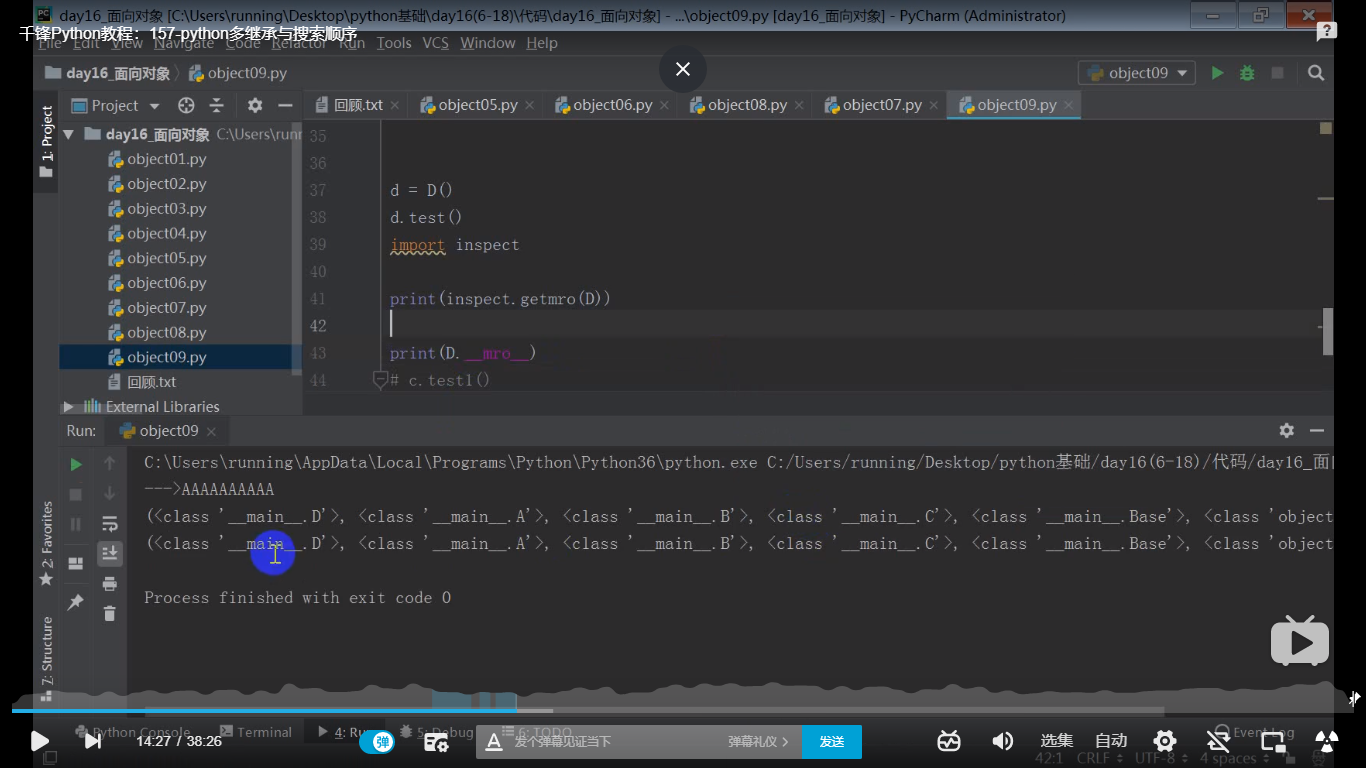 day16_面向对象 [C:\Users\running\Desktop\python基础\day16(6-18)\代码\day16_面向对象] - ...\object09.py [day16_面向对象] - PyCharm (Administrator)
千锋Python教程：157-python多继承与搜索顺序
File Edit View Navigate Code Refactor Run Tools VCS Window Help
day16_面向对象 object09.py object09
Project 回顾.txt object05.py object06.py object08.py object07.py object09.py
1: Project
day16_面向对象 C:\Users\runn
object01.py
object02.py
object03.py
object04.py
object05.py
object06.py
object07.py
object08.py
object09.py
回顾.txt
External Libraries
35
36
37 d = D()
38 d.test()
39 import inspect
40
41 print(inspect.getmro(D))
42
43 print(D.__mro__)
44 # c.test1()
Run: object09
C:\Users\running\AppData\Local\Programs\Python\Python36\python.exe C:/Users/running/Desktop/python基础/day16(6-18)/代码/day16_面
--->AAAAAAAAAA
(<class '__main__.D'>, <class '__main__.A'>, <class '__main__.B'>, <class '__main__.C'>, <class '__main__.Base'>, <class 'object
(<class '__main__.D'>, <class '__main__.A'>, <class '__main__.B'>, <class '__main__.C'>, <class '__main__.Base'>, <class 'object
Process finished with exit code 0
2: Favorites
7: Structure
Python Console Terminal 4: Run 5: Debug 6: TODO Event Log
14:27 / 38:26 弹 发个弹幕见证当下 弹幕礼仪 > 发送 选集 自动
42:1 CRLF UTF-8 4 spaces